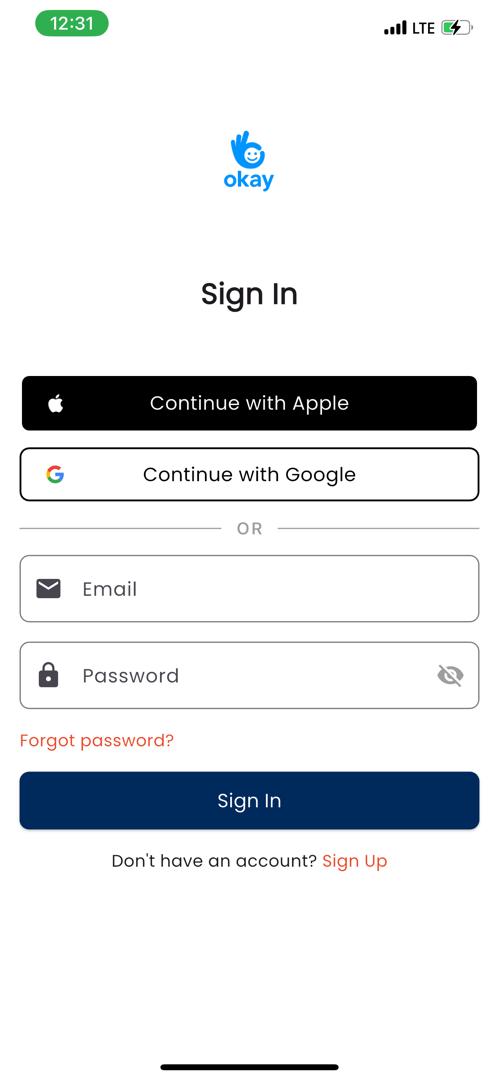 12:31
LTE
okay
Sign In
Continue with Apple
Continue with Google
OR
Email
Password
Forgot password?
Sign In
Don't have an account? Sign Up